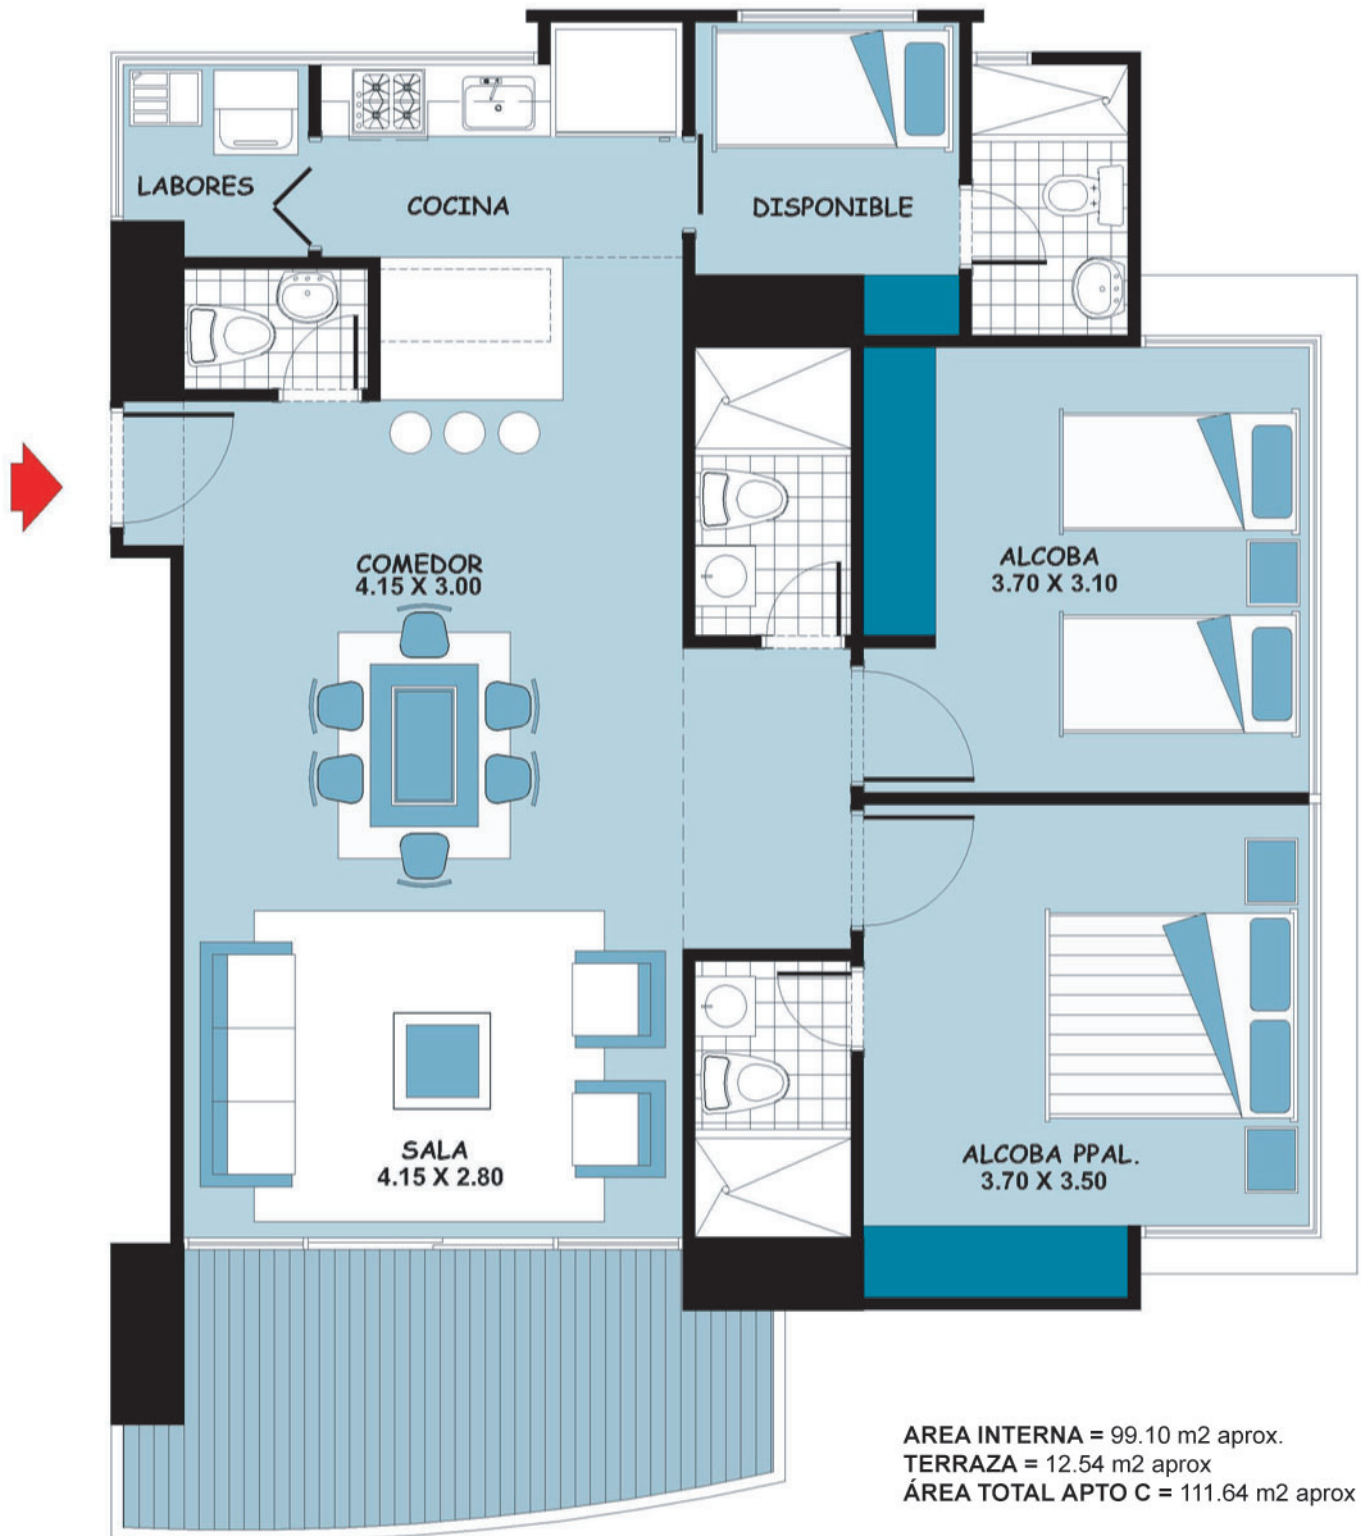 LABORES
COCINA
DISPONIBLE
COMEDOR
4.15 X 3.00
ALCOBA
3.70 X 3.10
SALA
4.15 X 2.80
ALCOBA PPAL.
3.70 X 3.50
AREA INTERNA = 99.10 m2 aprox.
TERRAZA = 12.54 m2 aprox
ÁREA TOTAL APTO C = 111.64 m2 aprox